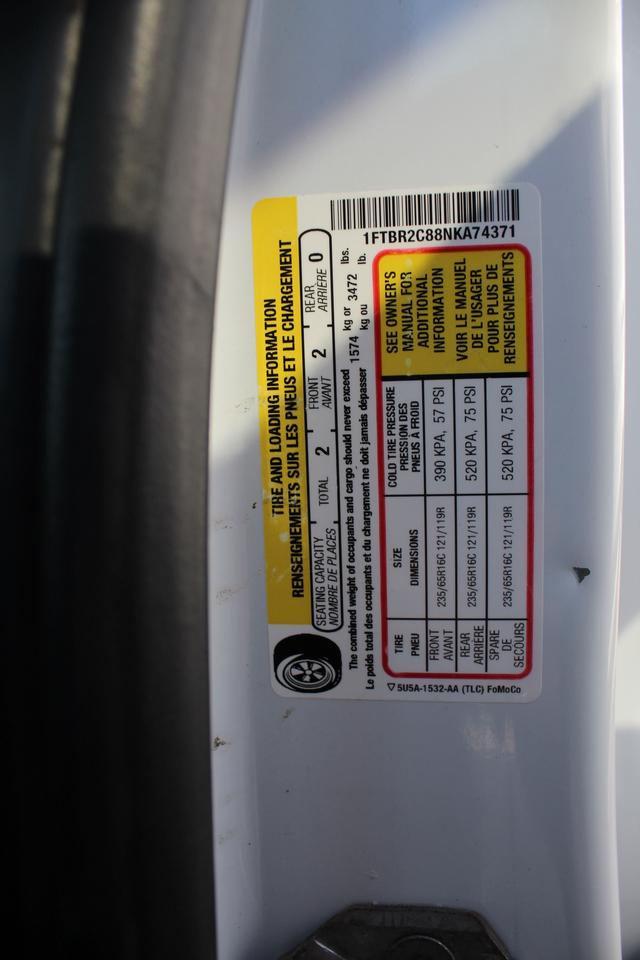 1FTBR2C88NKA74371
TIRE AND LOADING INFORMATION
RENSEIGNEMENTS SUR LES PNEUS ET LE CHARGEMENT
SEATING CAPACITY TOTAL 2 FRONT 2 REAR 0
NOMBRE DE PLACES AVANT ARRIÈRE
The combined weight of occupants and cargo should never exceed 1574 kg or 3472 lbs.
Le poids total des occupants et du chargement ne doit jamais dépasser kg ou lb.
TIRE SIZE COLD TIRE PRESSURE
PNEU DIMENSIONS PRESSION DES
PNEUS À FROID
FRONT 235/65R16C 121/119R 390 KPA, 57 PSI
AVANT
REAR 235/65R16C 121/119R 520 KPA, 75 PSI
ARRIÈRE
SPARE 235/65R16C 121/119R 520 KPA, 75 PSI
DE
SECOURS
SEE OWNER'S
MANUAL FOR
ADDITIONAL
INFORMATION
VOIR LE MANUEL
DE L'USAGER
POUR PLUS DE
RENSEIGNEMENTS
5U5A-1532-AA (TLC) FoMoCo